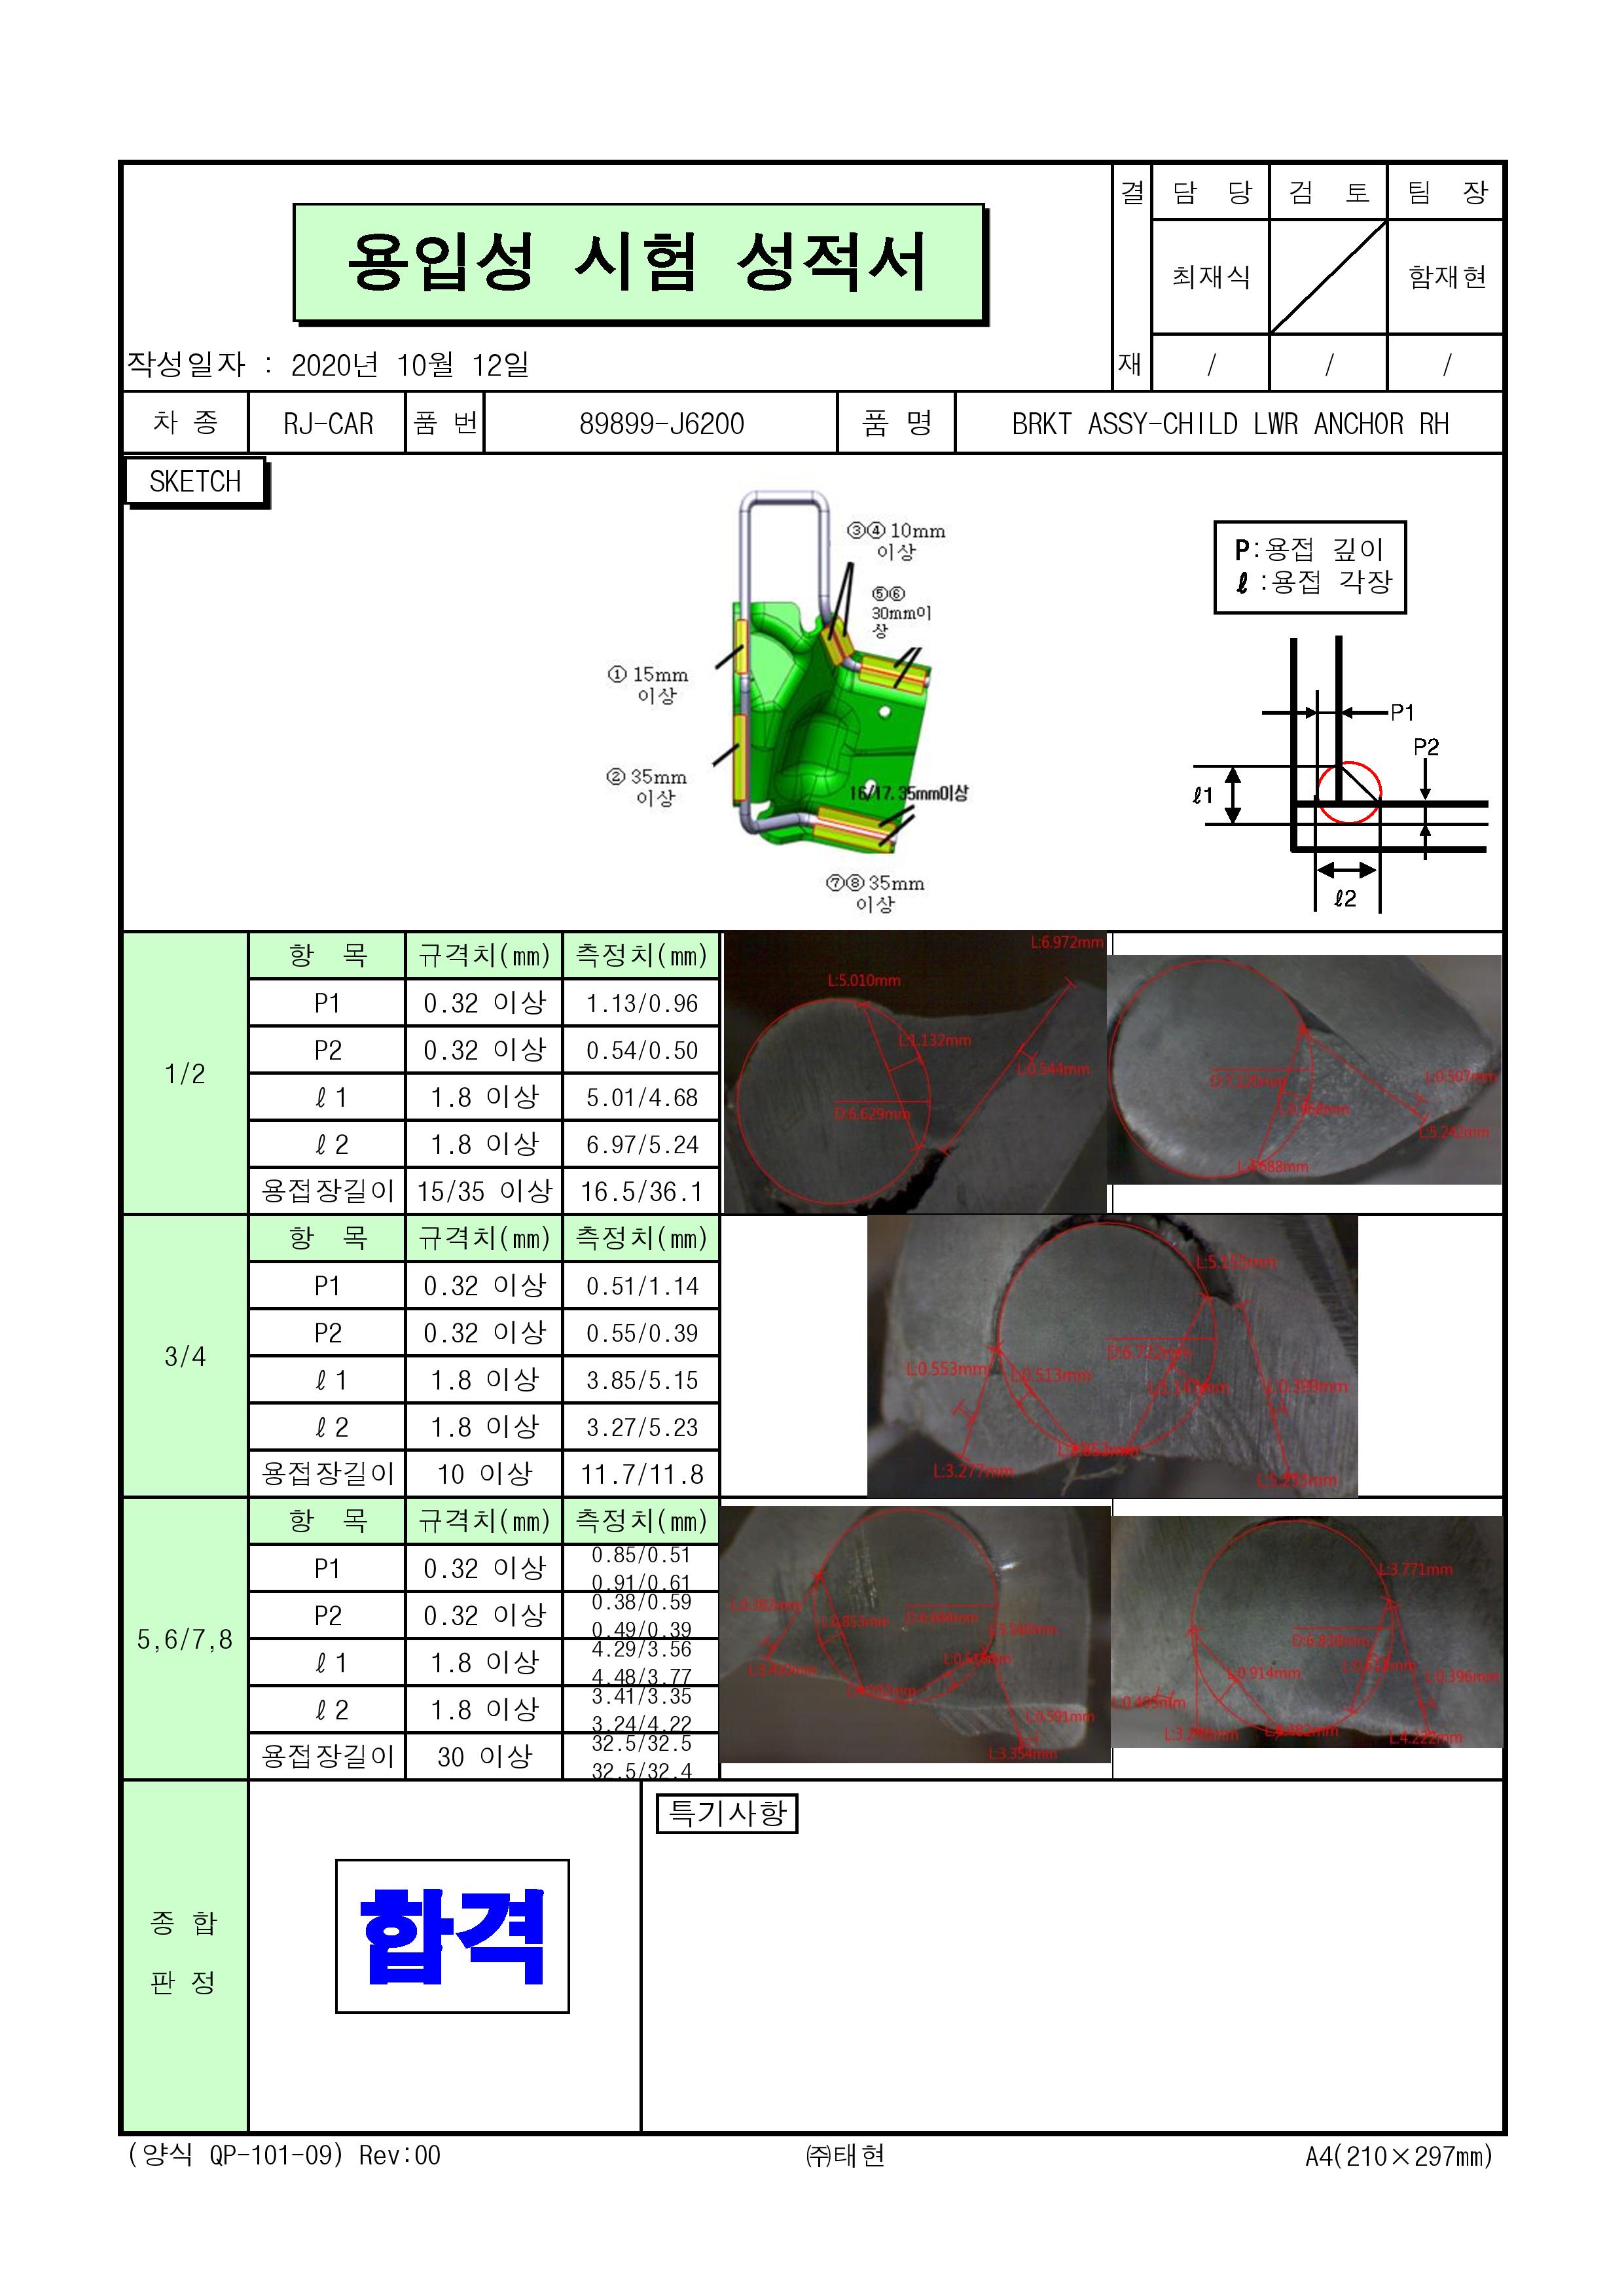 용입성 시험 성적서
결 재
담 당 검 토 팀 장
최재식 함재현
/ / /
작성일자 : 2020년 10월 12일
차 종 RJ-CAR 품 번 89899-J6200 품 명 BRKT ASSY-CHILD LWR ANCHOR RH
SKETCH
③④ 10mm
이상
⑤⑥
30mm이
상
① 15mm
이상
② 35mm
이상
16/17. 35mm이상
⑦⑧ 35mm
이상
P:용접 깊이
ℓ :용접 각장
P1
P2
ℓ1
ℓ2
1/2
항 목 규격치(mm) 측정치(mm)
P1 0.32 이상 1.13/0.96
P2 0.32 이상 0.54/0.50
ℓ1 1.8 이상 5.01/4.68
ℓ2 1.8 이상 6.97/5.24
용접장길이 15/35 이상 16.5/36.1
L:6.972mm
L:5.010mm
L:1.132mm
L:0.544mm
D:6.629mm
L:0.507mm
L:5.242mm
3/4
항 목 규격치(mm) 측정치(mm)
P1 0.32 이상 0.51/1.14
P2 0.32 이상 0.55/0.39
ℓ1 1.8 이상 3.85/5.15
ℓ2 1.8 이상 3.27/5.23
용접장길이 10 이상 11.7/11.8
L:0.553mm
L:0.513mm
L:3.277mm
5,6/7,8
항 목 규격치(mm) 측정치(mm)
P1 0.32 이상 0.85/0.51
0.91/0.61
P2 0.32 이상 0.38/0.59
0.49/0.39
ℓ1 1.8 이상 4.29/3.56
4.48/3.77
ℓ2 1.8 이상 3.41/3.35
3.24/4.22
용접장길이 30 이상 32.5/32.5
32.5/32.4
L:0.591mm
L:3.354mm
L:3.771mm
L:0.914mm
L:0.396mm
L:4.222mm
종 합
판 정
합격
특기사항
(양식 QP-101-09) Rev:00 ㈜태현 A4(210×297mm)